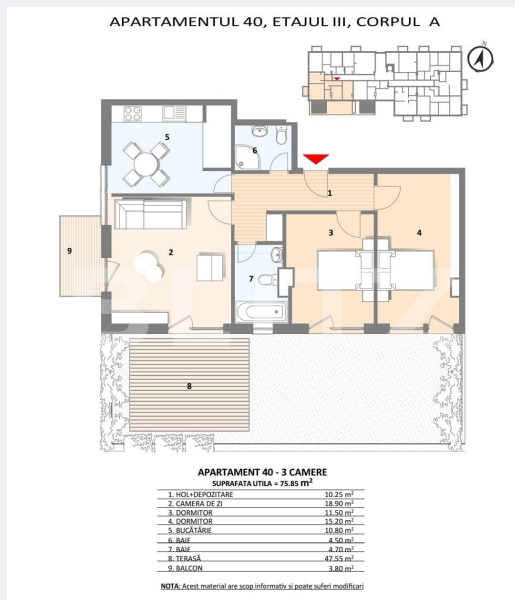 APARTAMENTUL 40, ETAJUL III, CORPUL A
N
5
6
1
3
4
2
9
7
BLITZ
8
APARTAMENT 40 - 3 CAMERE
SUPRAFATA UTILA = 75.85 m²
1. HOL+DEPOZITARE 10.25 m²
2. CAMERA DE ZI 18.90 m²
3. DORMITOR 11.50 m²
4. DORMITOR 15.20 m²
5. BUCĂTĂRIE 10.80 m²
6. BAIE 4.50 m²
7. BAIE 4.70 m²
8. TERASĂ 47.55 m²
9. BALCON 3.80 m²
NOTA: Acest material are scop informativ si poate suferi modificari